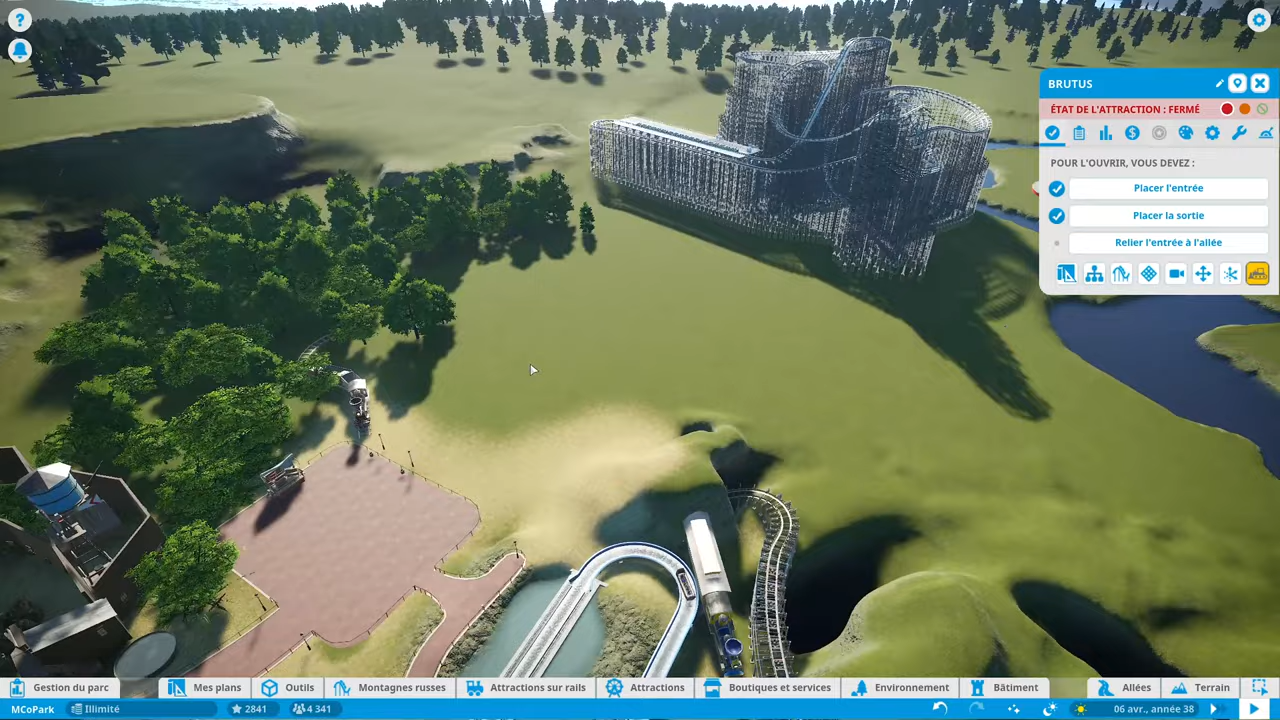 BRUTUS
ÉTAT DE L'ATTRACTION : FERMÉ
POUR L'OUVRIR, VOUS DEVEZ :
Placer l'entrée
Placer la sortie
Relier l'entrée à l'allée
Gestion du parc
Mes plans
Outils
Montagnes russes
Attractions sur rails
Attractions
Boutiques et services
Environnement
Bâtiment
Allées
Terrain
MCoPark
Illimité
2841
4 341
06 avr., année 38